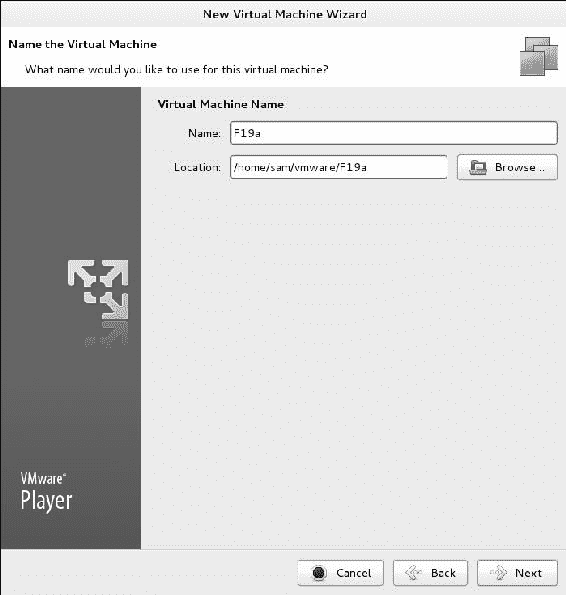 New Virtual Machine Wizard
Name the Virtual Machine
What name would you like to use for this virtual machine?
Virtual Machine Name
Name: F19a
Location: /home/sam/vmware/F19a Browse...
VMware®
Player
Cancel Back Next